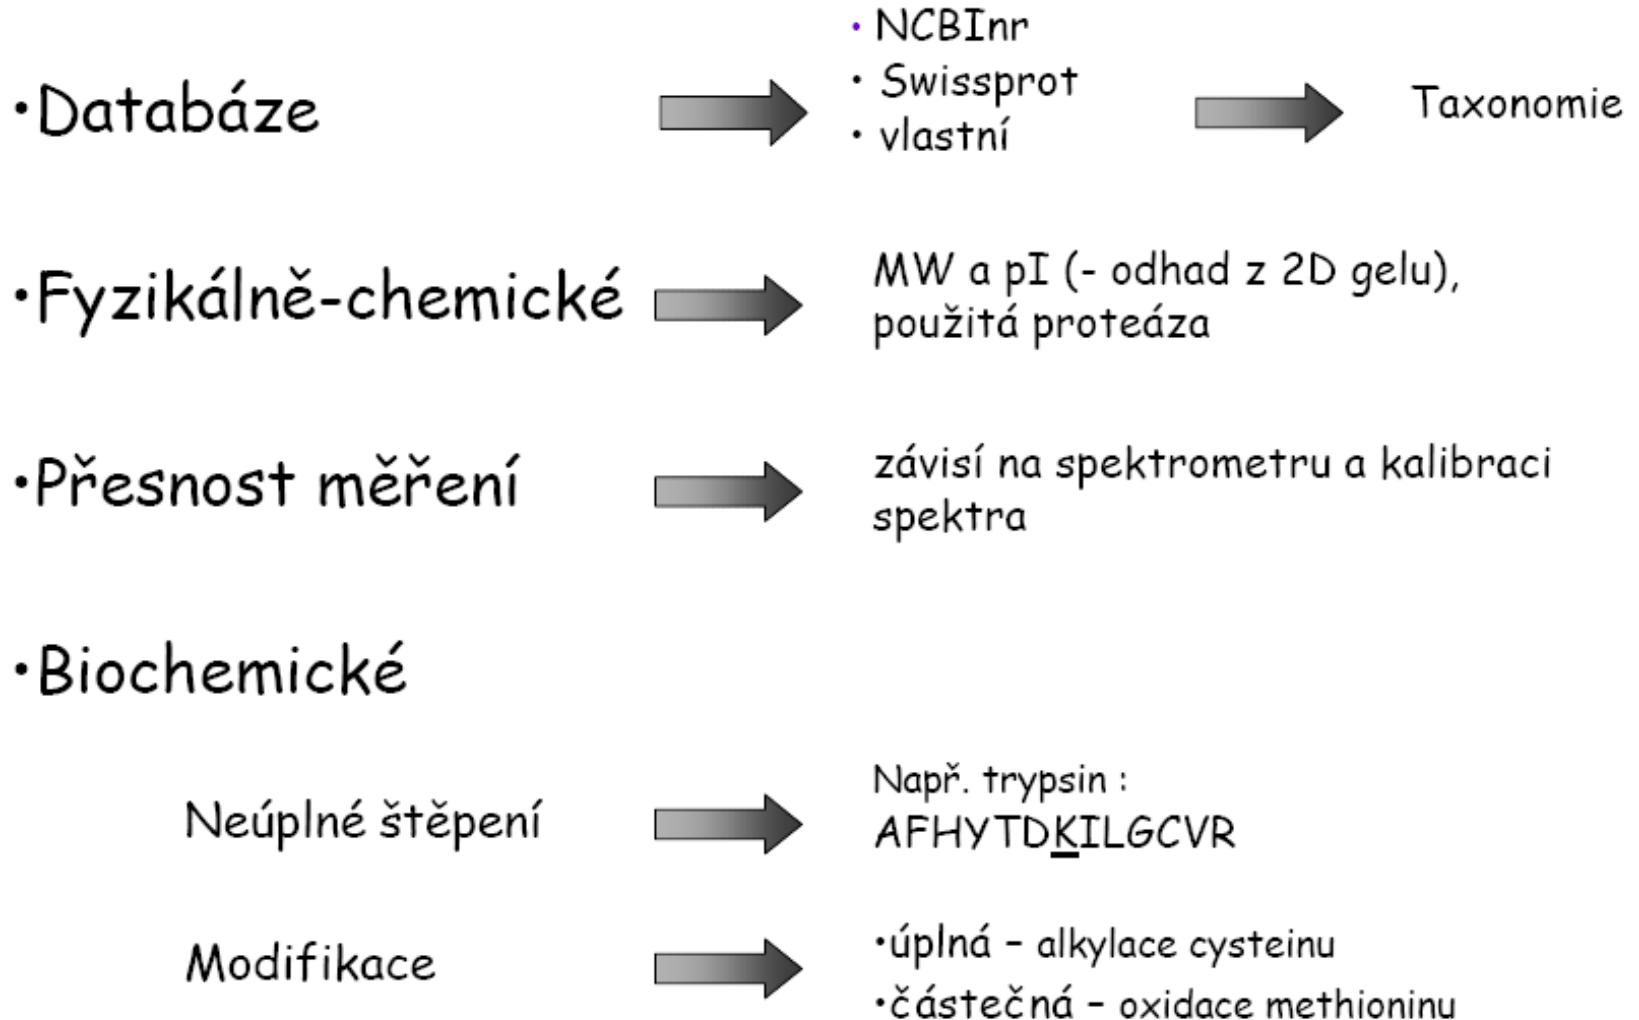 •Databáze
• NCBInr
• Swissprot
• vlastní
Taxonomie
•Fyzikálně-chemické
MW a pI (- odhad z 2D gelu),
použitá proteáza
•Přesnost měření
závisí na spektrometru a kalibraci
spektra
•Biochemické
Neúplné štěpení
Např. trypsin :
AFHYTDKILGCVR
Modifikace
•úplná – alkylace cysteinu
•částečná – oxidace methioninu